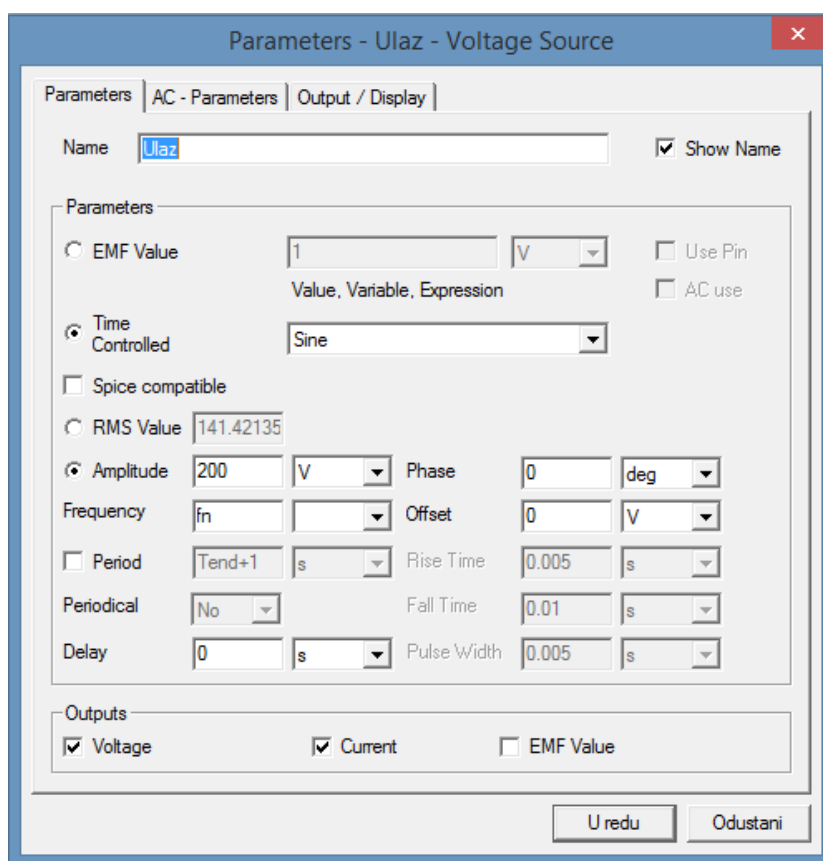 Parameters - Ulaz - Voltage Source
Parameters AC - Parameters Output / Display
Name Ulaz Show Name
Parameters
EMF Value 1 V Use Pin
Value, Variable, Expression AC use
Time
Controlled Sine
Spice compatible
RMS Value 141.42135
Amplitude 200 V Phase 0 deg
Frequency fn Offset 0 V
Period Tend+1 s Rise Time 0.005 s
Periodical No Fall Time 0.01 s
Delay 0 s Pulse Width 0.005 s
Outputs
Voltage Current EMF Value
U redu Odustani